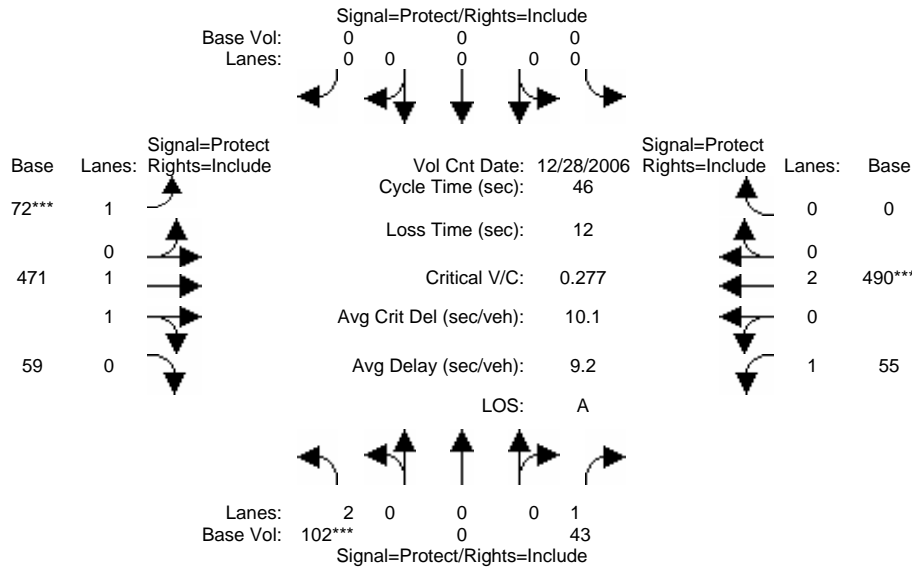 Signal=Protect/Rights=Include
Base Vol: 0 0 0
Lanes: 0 0 0 0 0
Signal=Protect Signal=Protect
Base Lanes: Rights=Include Vol Cnt Date: 12/28/2006 Rights=Include Lanes: Base
Cycle Time (sec): 46
72*** 1 0 0
Loss Time (sec): 12
0 0
471 1 Critical V/C: 0.277 2 490***
1 Avg Crit Del (sec/veh): 10.1 0
59 0 Avg Delay (sec/veh): 9.2 1 55
LOS: A
Lanes: 2 0 0 0 1
Base Vol: 102*** 0 43
Signal=Protect/Rights=Include